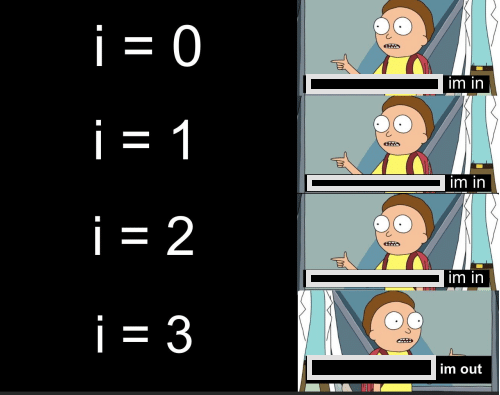 i = 0
im in
i = 1
im in
i = 2
im in
i = 3
im out